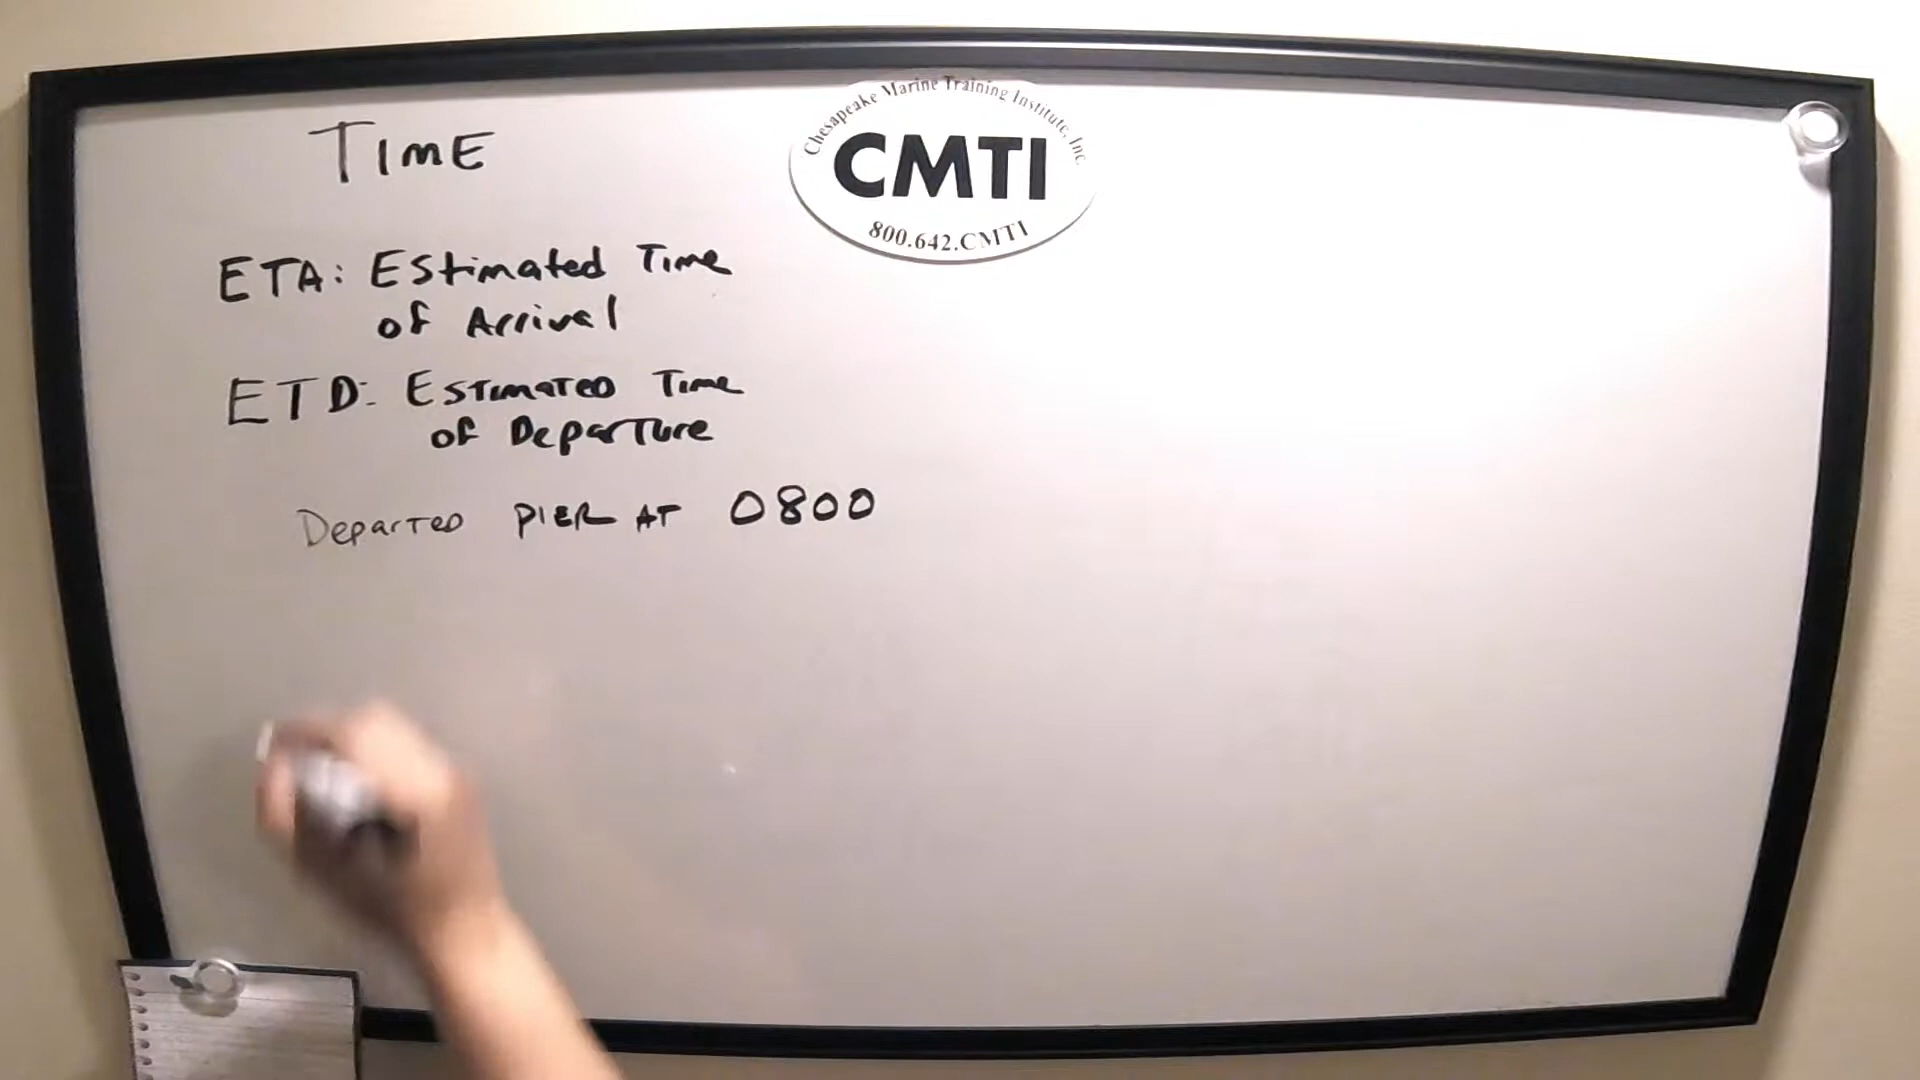 TIME
Chesapeake Marine Training Institute, Inc.
CMTI
800.642.CMTI
ETA: Estimated Time
of Arrival
ETD: Estimated Time
of Departure
Departed PIER AT 0800